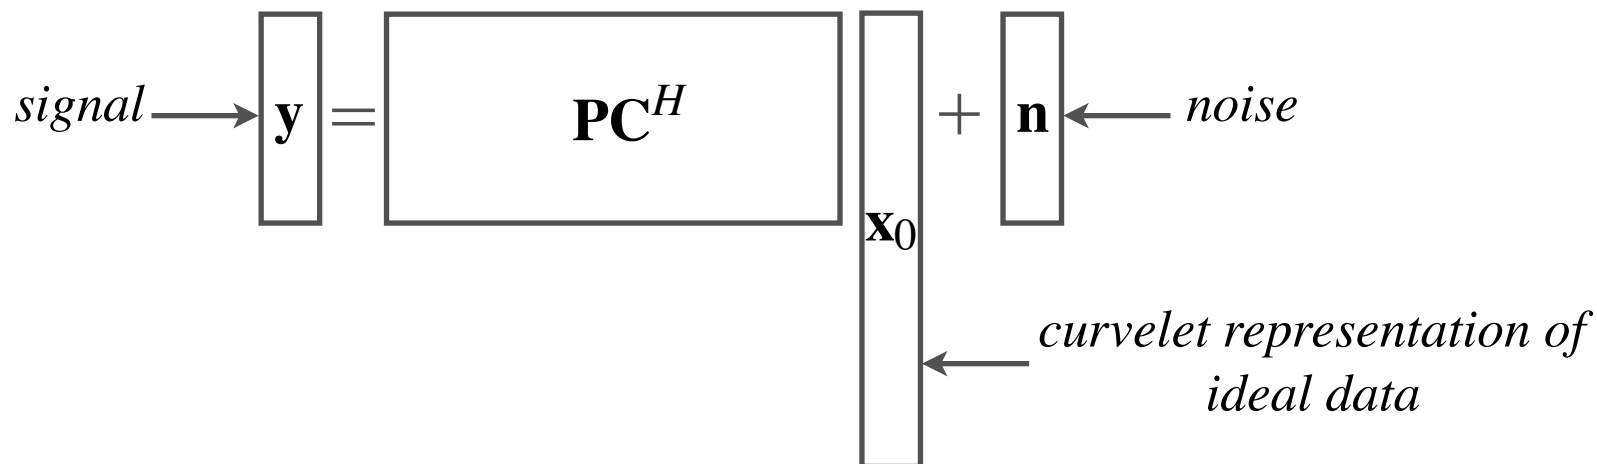 signal y = PC^H x_0 + n noise
curvelet representation of
ideal data